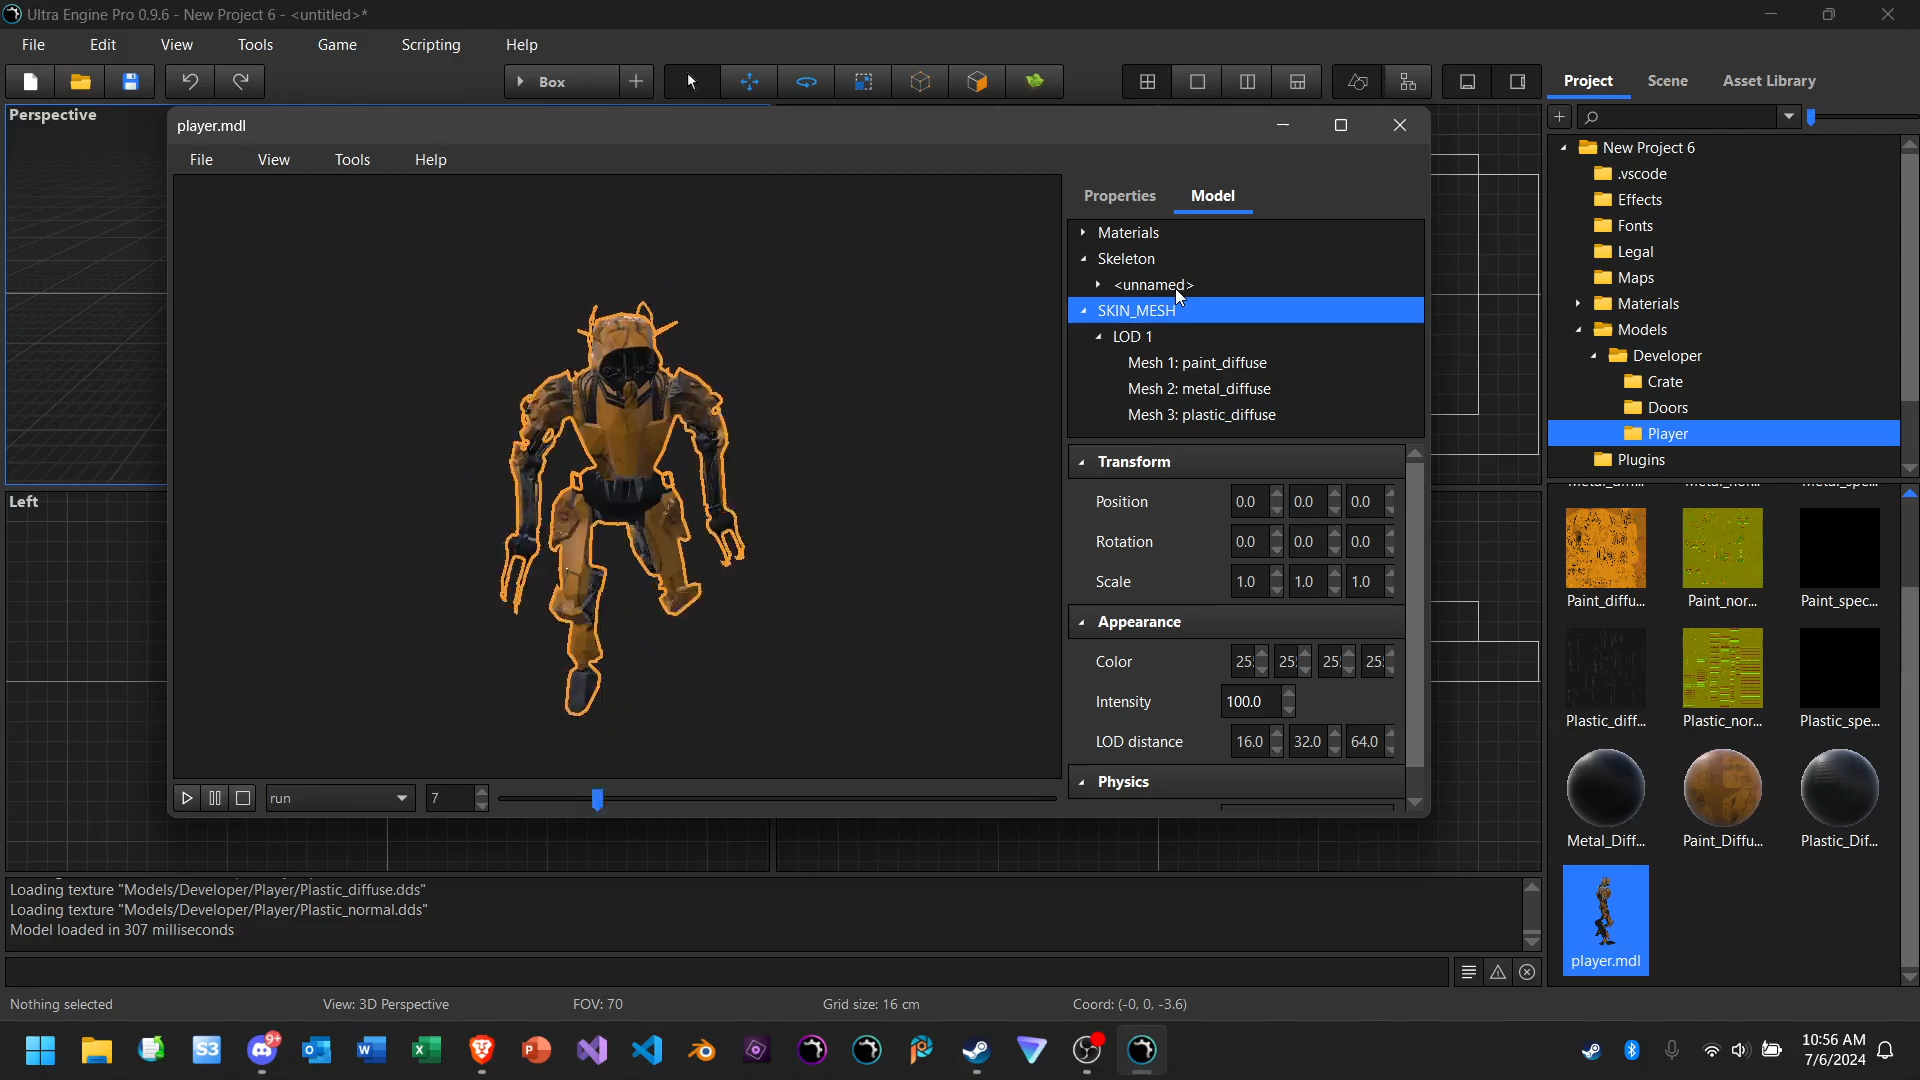 Ultra Engine Pro 0.9.6 - New Project 6 - <untitled>*
File Edit View Tools Game Scripting Help
Box
Project Scene Asset Library
Perspective
player.mdl
File View Tools Help
Properties Model
Materials
Skeleton
<unnamed>
SKIN_MESH
LOD 1
Mesh 1: paint_diffuse
Mesh 2: metal_diffuse
Mesh 3: plastic_diffuse
Transform
Position 0.0 0.0 0.0
Rotation 0.0 0.0 0.0
Scale 1.0 1.0 1.0
Appearance
Color 25 25 25 25
Intensity 100.0
LOD distance 16.0 32.0 64.0
Physics
run 7
Left
New Project 6
.vscode
Effects
Fonts
Legal
Maps
Materials
Models
Developer
Crate
Doors
Player
Plugins
Paint_diffu... Paint_nor... Paint_spec...
Plastic_diff... Plastic_nor... Plastic_spe...
Metal_Diff... Paint_Diffu... Plastic_Dif...
player.mdl
Loading texture "Models/Developer/Player/Plastic_diffuse.dds"
Loading texture "Models/Developer/Player/Plastic_normal.dds"
Model loaded in 307 milliseconds
Nothing selected View: 3D Perspective FOV: 70 Grid size: 16 cm Coord: (-0, 0, -3.6)
S3 9+
10:56 AM
7/6/2024